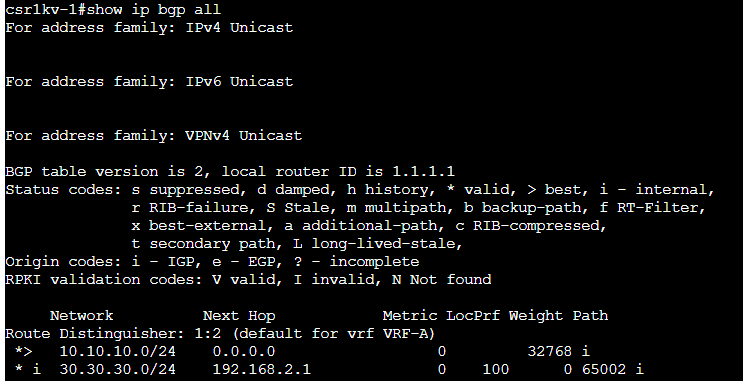 csr1kv-1#show ip bgp all
For address family: IPv4 Unicast
For address family: IPv6 Unicast
For address family: VPNv4 Unicast
BGP table version is 2, local router ID is 1.1.1.1
Status codes: s suppressed, d damped, h history, * valid, > best, i - internal,
              r RIB-failure, S Stale, m multipath, b backup-path, f RT-Filter,
              x best-external, a additional-path, c RIB-compressed,
              t secondary path, L long-lived-stale,
Origin codes: i - IGP, e - EGP, ? - incomplete
RPKI validation codes: V valid, I invalid, N Not found
     Network          Next Hop            Metric LocPrf Weight Path
Route Distinguisher: 1:2 (default for vrf VRF-A)
 *>   10.10.10.0/24    0.0.0.0                  0         32768 i
 * i  30.30.30.0/24    192.168.2.1              0    100      0 65002 i